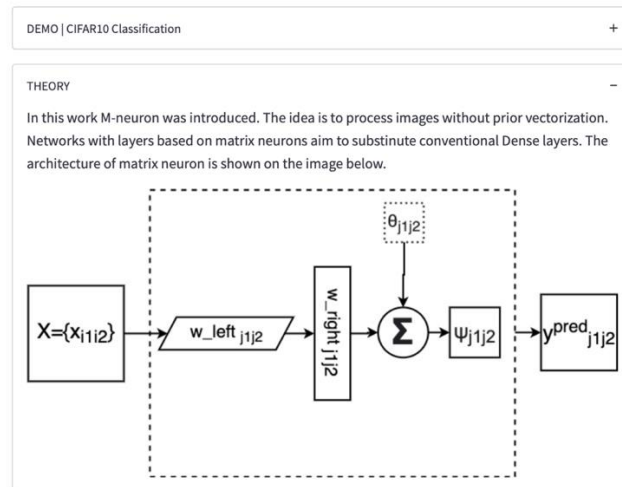 DEMO | CIFAR10 Classification
+
THEORY
−
In this work M-neuron was introduced. The idea is to process images without prior vectorization.
Networks with layers based on matrix neurons aim to substinute conventional Dense layers. The
architecture of matrix neuron is shown on the image below.
θj1j2
X={xi1i2}
w_left j1j2
w_right j1j2
Σ
Ψj1j2
ypredj1j2